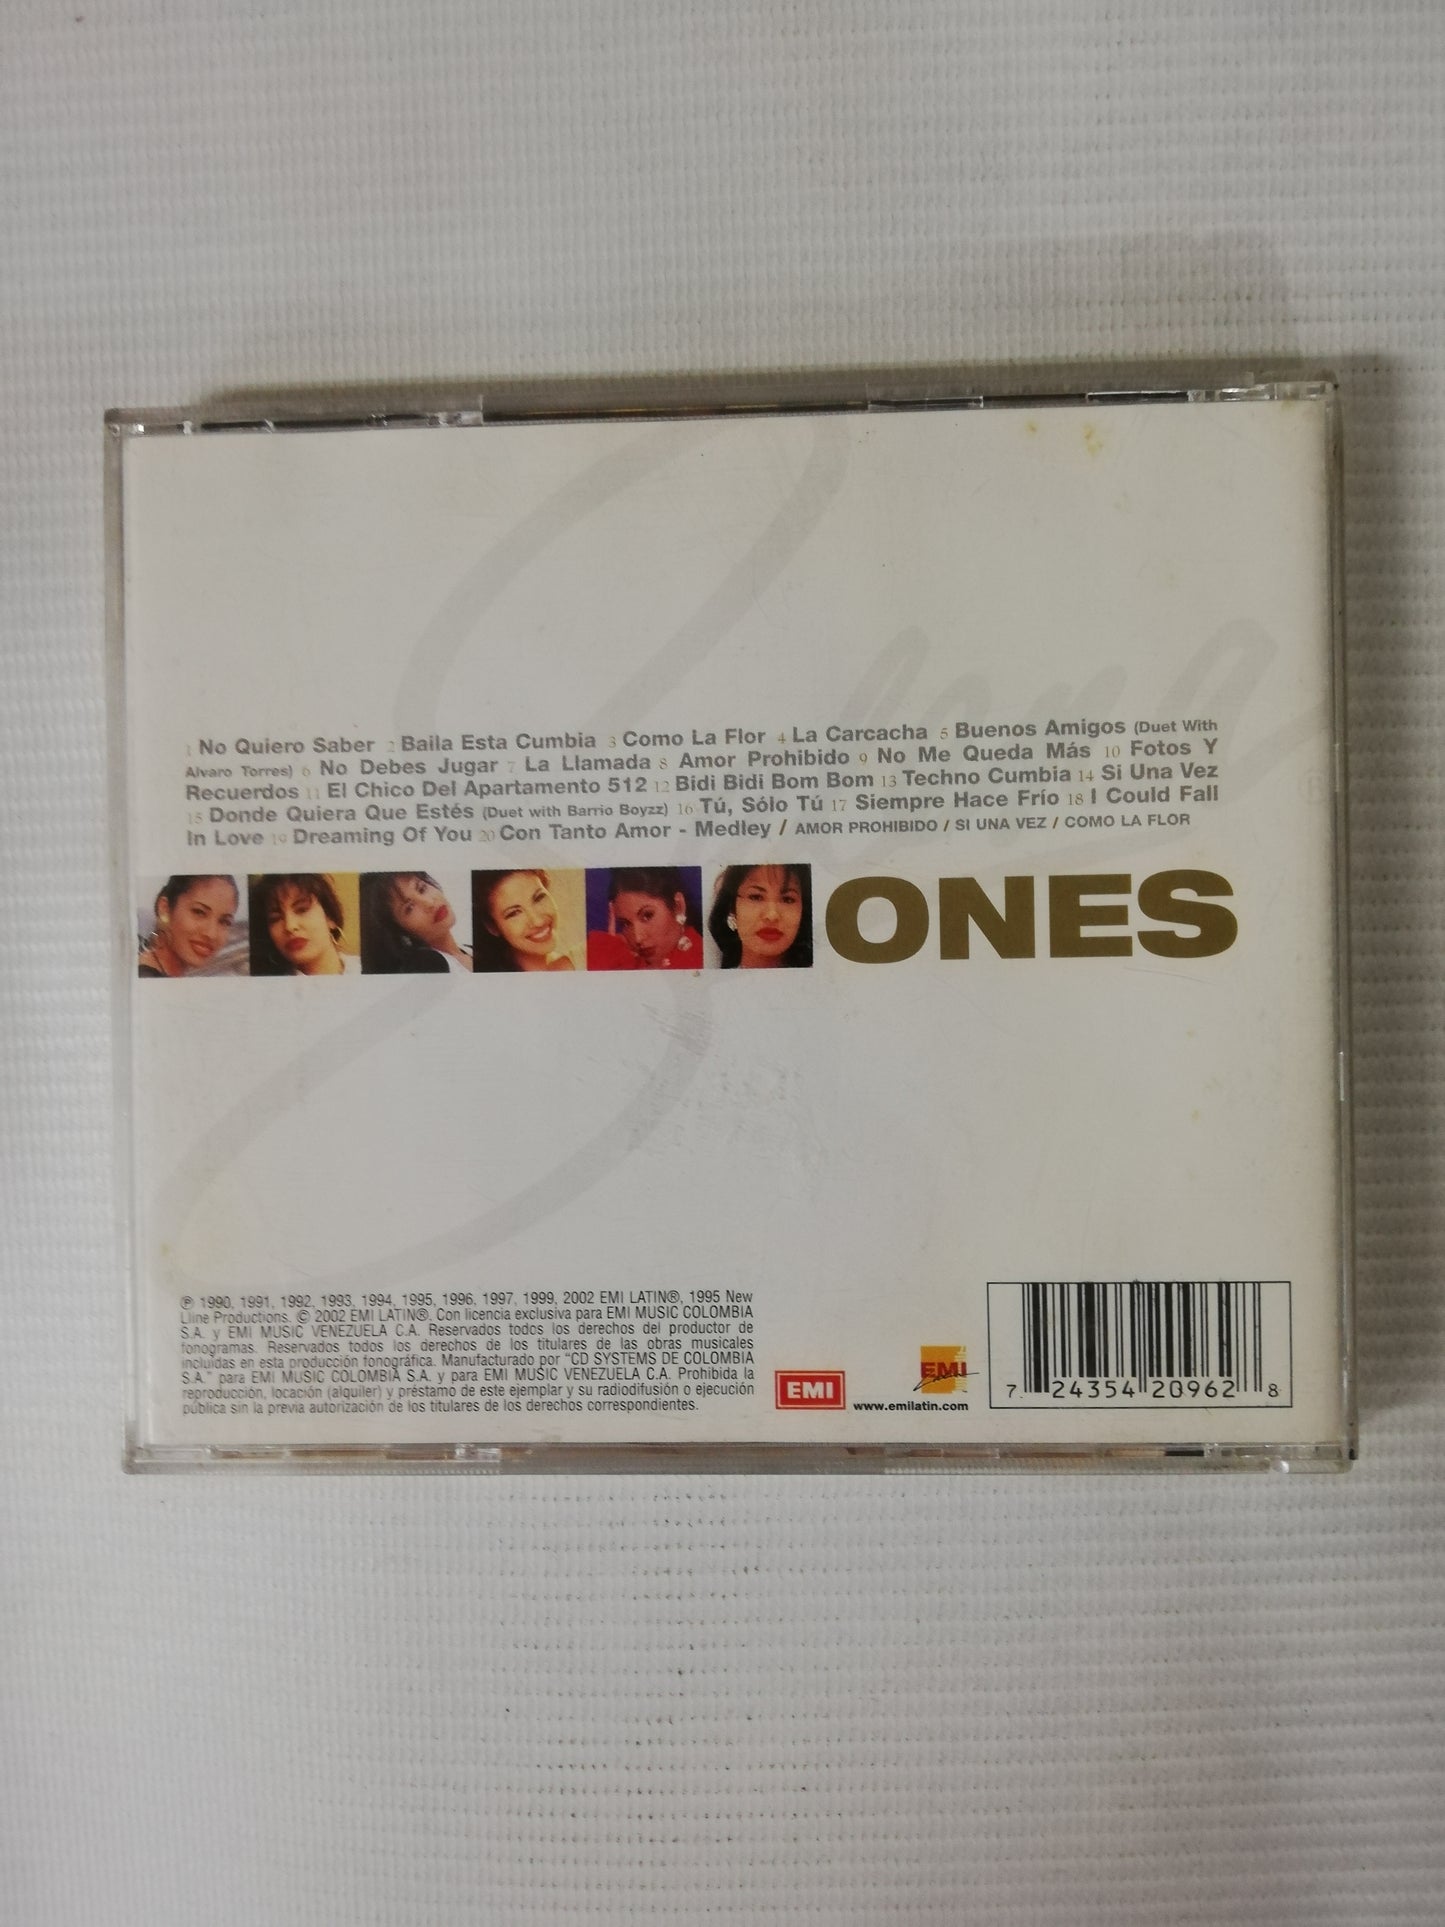 Selena
1 No Quiero Saber 2 Baila Esta Cumbia 3 Como La Flor 4 La Carcacha 5 Buenos Amigos (Duet With
Alvaro Torres) 6 No Debes Jugar 7 La Llamada 8 Amor Prohibido 9 No Me Queda Más 10 Fotos Y
Recuerdos 11 El Chico Del Apartamento 512 12 Bidi Bidi Bom Bom 13 Techno Cumbia 14 Si Una Vez
15 Donde Quiera Que Estés (Duet with Barrio Boyzz) 16 Tú, Sólo Tú 17 Siempre Hace Frío 18 I Could Fall
In Love 19 Dreaming Of You 20 Con Tanto Amor - Medley / AMOR PROHIBIDO / SI UNA VEZ / COMO LA FLOR
ONES
℗ 1990, 1991, 1992, 1993, 1994, 1995, 1996, 1997, 1999, 2002 EMI LATIN®, 1995 New
LIine Productions. © 2002 EMI LATIN®. Con licencia exclusiva para EMI MUSIC COLOMBIA
S.A. y EMI MUSIC VENEZUELA C.A. Reservados todos los derechos del productor de
fonogramas. Reservados todos los derechos de los titulares de las obras musicales
incluídas en esta producción fonográfica. Manufacturado por "CD SYSTEMS DE COLOMBIA
S.A." para EMI MUSIC COLOMBIA S.A. y para EMI MUSIC VENEZUELA C.A. Prohibida la
reproducción, locación (alquiler) y préstamo de este ejemplar y su radiodifusión o ejecución
pública sin la previa autorización de los titulares de los derechos correspondientes.
EMI
EMI Latin
www.emilatin.com
7 24354 20962 8